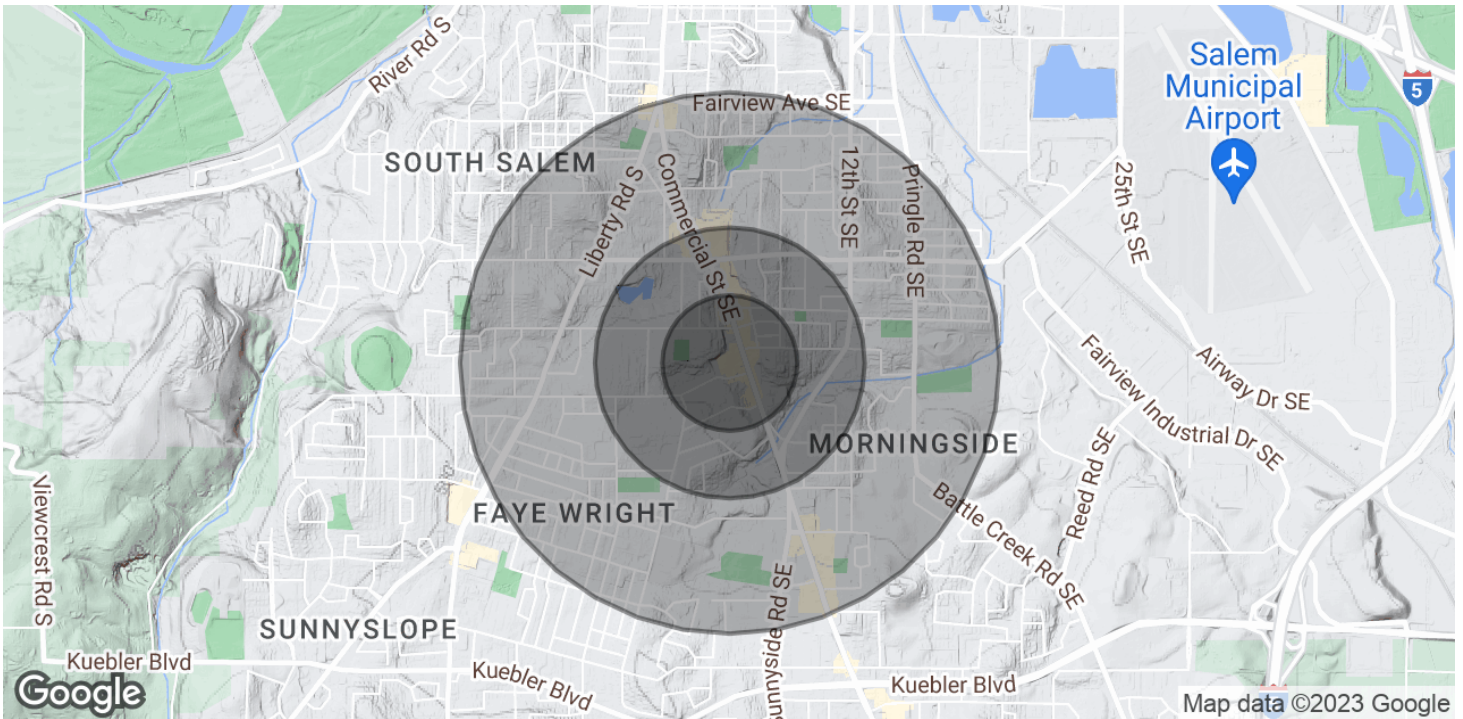 River Rd S
Fairview Ave SE
Salem
Municipal
Airport
5
SOUTH SALEM
Liberty Rd S
Commercial St SE
12th St SE
Pringle Rd SE
25th St SE
Airway Dr SE
Fairview Industrial Dr SE
MORNINGSIDE
Reed Rd SE
Battle Creek Rd SE
FAYE WRIGHT
Viewcrest Rd S
SUNNYSLOPE
unnyside Rd SE
Kuebler Blvd
Kuebler Blvd
Kuebler Blvd
Google
Map data ©2023 Google